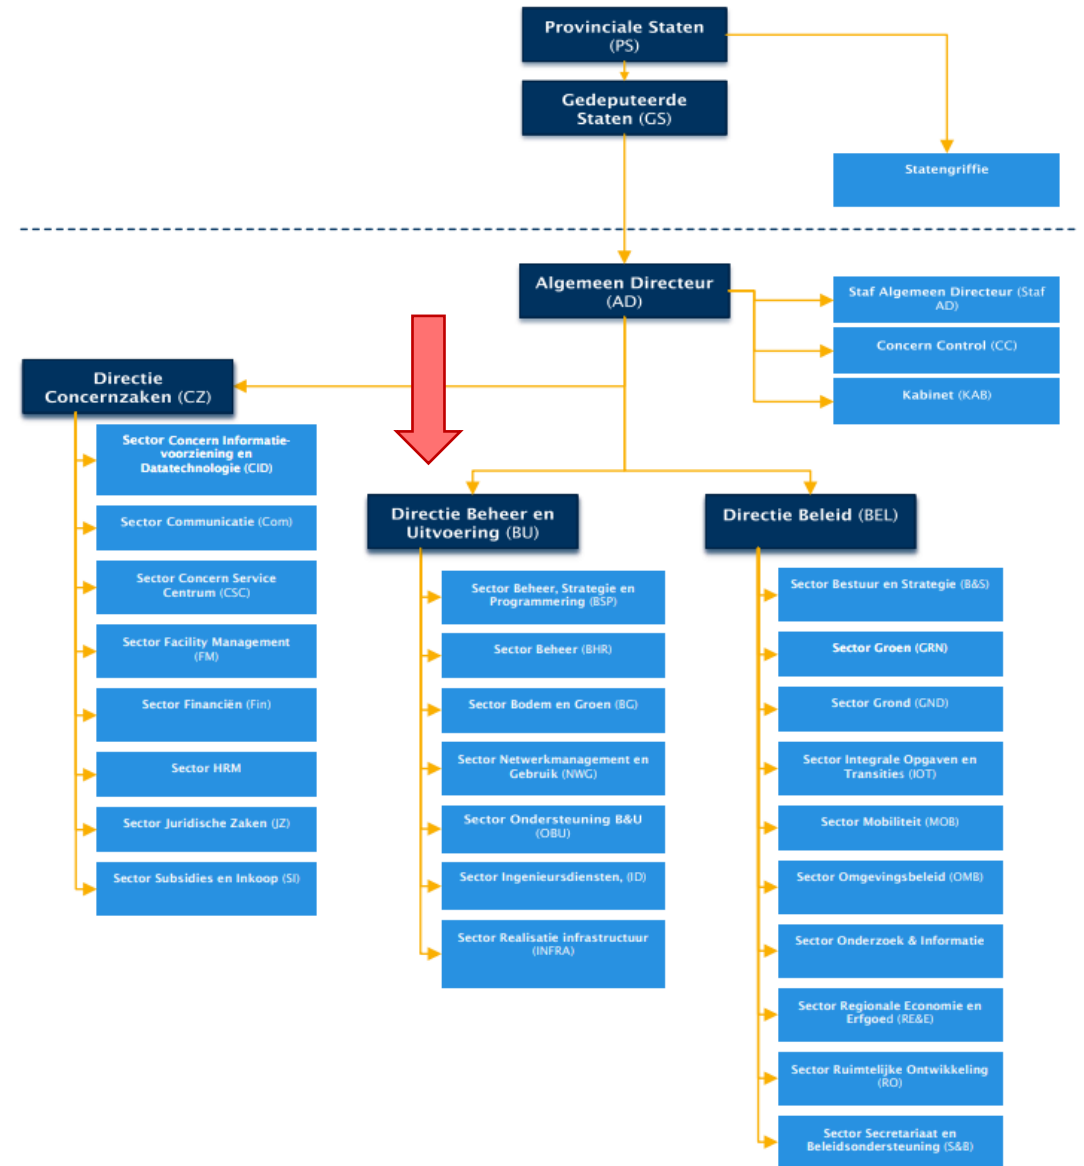 Provinciale Staten
(PS)
Gedeputeerde
Staten (GS)
Statengriffie
Algemeen Directeur
(AD)
Staf Algemeen Directeur (Staf
AD)
Concern Control (CC)
Kabinet (KAB)
Directie
Concernzaken (CZ)
Sector Concern Informatie-
voorziening en
Datatechnologie (CID)
Sector Communicatie (Com)
Sector Concern Service
Centrum (CSC)
Sector Facility Management
(FM)
Sector Financiën (Fin)
Sector HRM
Sector Juridische Zaken (JZ)
Sector Subsidies en Inkoop (SI)
Directie Beheer en
Uitvoering (BU)
Sector Beheer, Strategie en
Programmering (BSP)
Sector Beheer (BHR)
Sector Bodem en Groen (BG)
Sector Netwerkmanagement en
Gebruik (NWG)
Sector Ondersteuning B&U
(OBU)
Sector Ingenieursdiensten, (ID)
Sector Realisatie infrastructuur
(INFRA)
Directie Beleid (BEL)
Sector Bestuur en Strategie (B&S)
Sector Groen (GRN)
Sector Grond (GND)
Sector Integrale Opgaven en
Transities (IOT)
Sector Mobiliteit (MOB)
Sector Omgevingsbeleid (OMB)
Sector Onderzoek & Informatie
Sector Regionale Economie en
Erfgoed (RE&E)
Sector Ruimtelijke Ontwikkeling
(RO)
Sector Secretariaat en
Beleidsondersteuning (S&B)